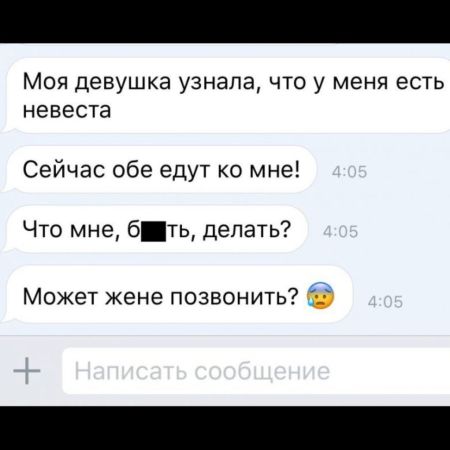 Моя девушка узнала, что у меня есть
невеста
Сейчас обе едут ко мне! 4:05
Что мне, б██ть, делать? 4:05
Может жене позвонить? 😰 4:05
+ Написать сообщение